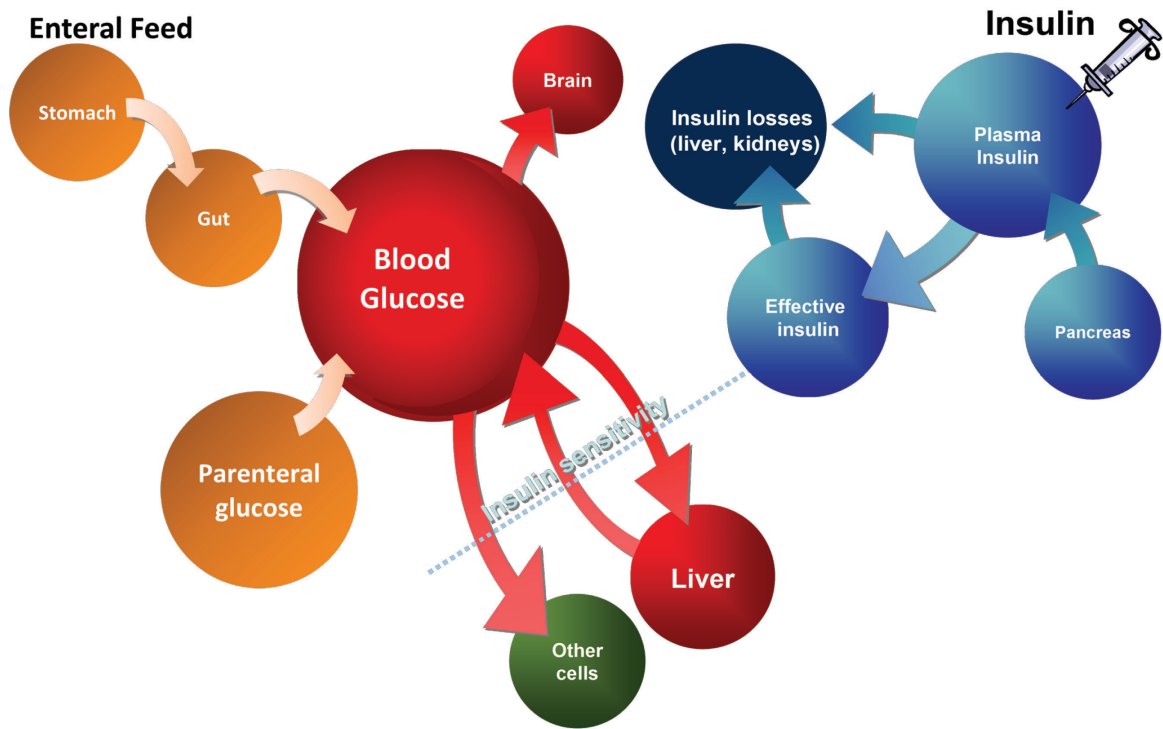 Enteral Feed
Stomach
Gut
Parenteral
glucose
Blood
Glucose
Brain
Insulin sensitivity
Liver
Other
cells
Insulin
Plasma
Insulin
Insulin losses
(liver, kidneys)
Effective
insulin
Pancreas